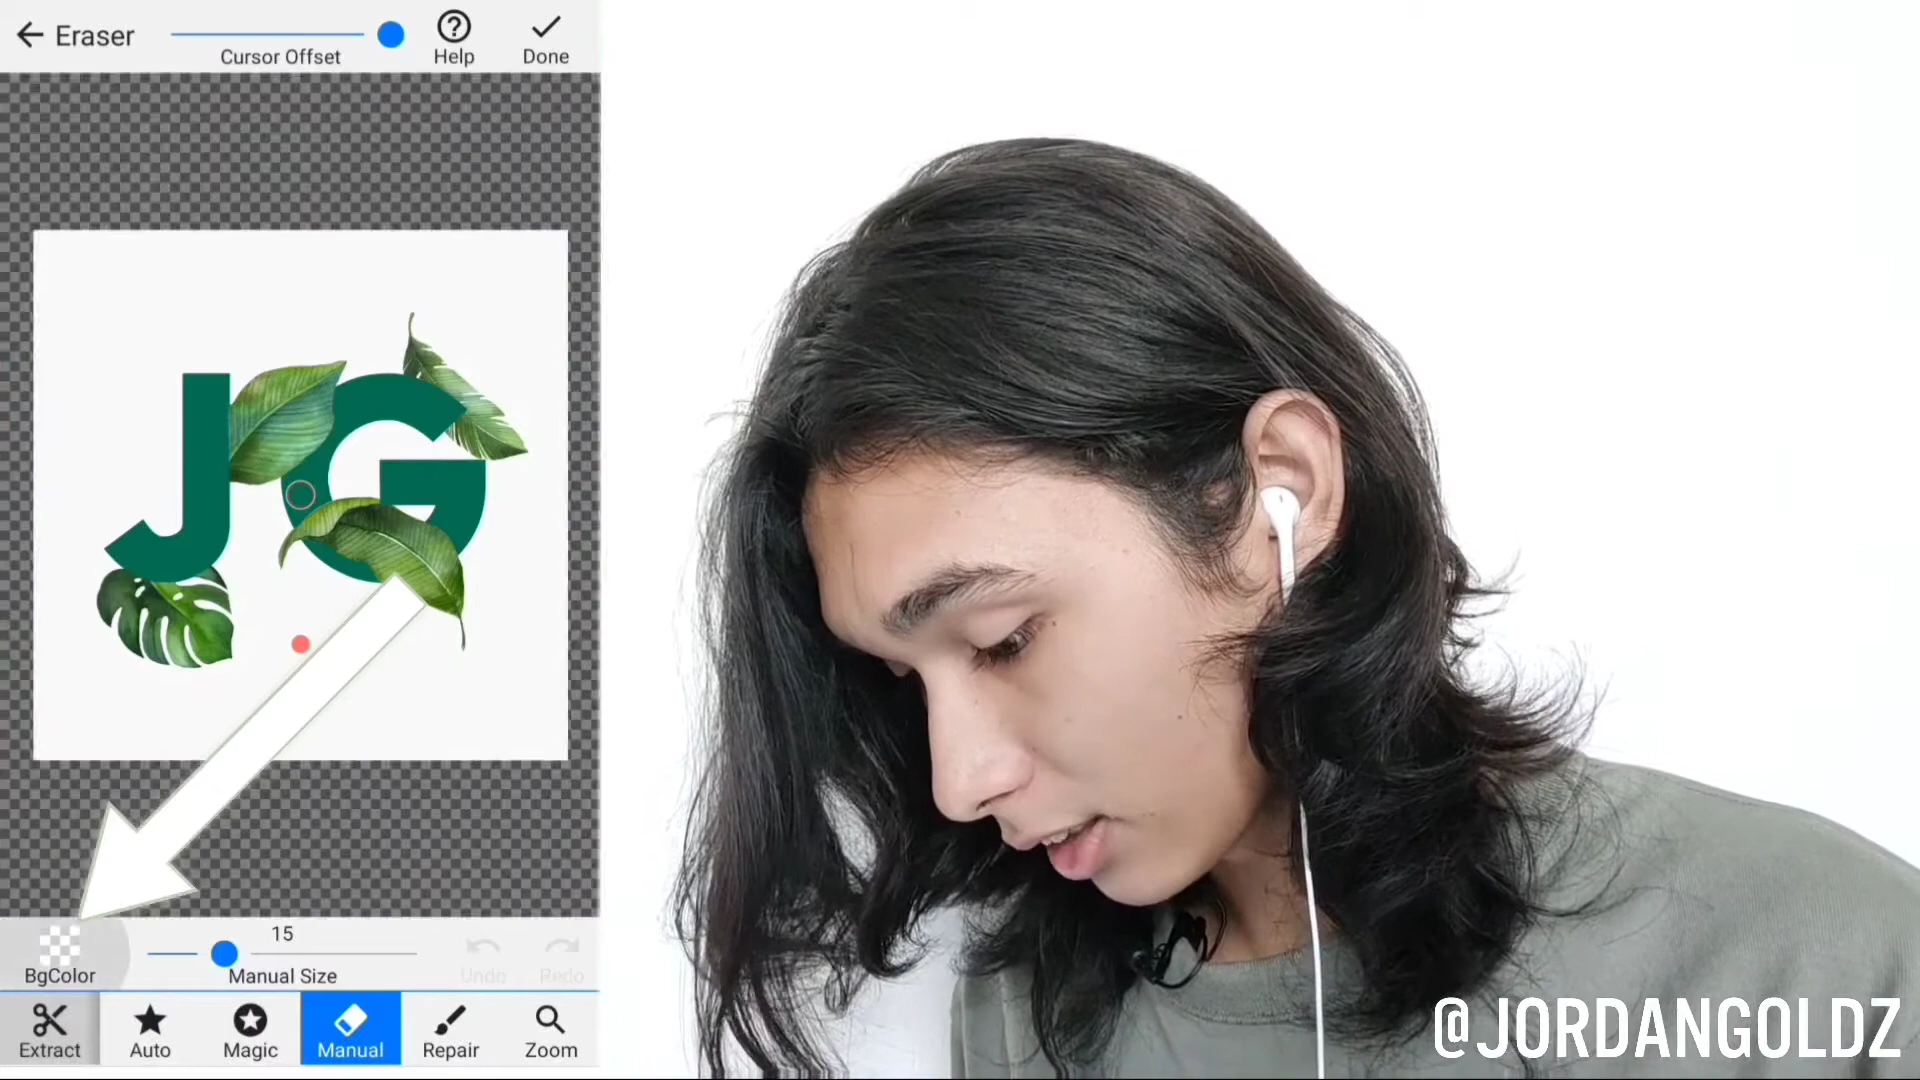 Eraser
Cursor Offset
Help
Done
JG
BgColor
15
Manual Size
Undo
Redo
Extract
Auto
Magic
Manual
Repair
Zoom
@JORDANGOLDZ